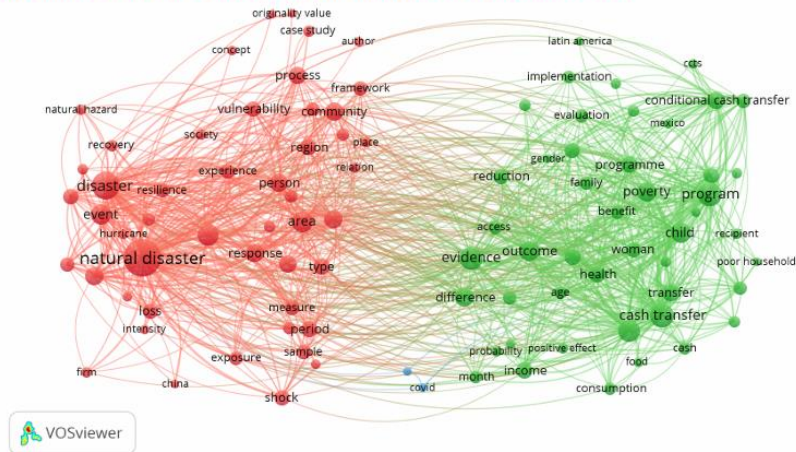 originality value
case study
concept
author
process
framework
natural hazard
vulnerability
community
society
place
recovery
region
relation
experience
person
disaster
resilience
event
area
hurricane
natural disaster
response
type
loss
measure
intensity
period
sample
exposure
firm
china
shock
latin america
ccts
implementation
conditional cash transfer
evaluation
mexico
gender
programme
reduction
family
poverty
program
benefit
access
child
recipient
evidence
outcome
woman
poor household
health
difference
age
transfer
cash transfer
probability
positive effect
cash
food
month
income
covid
consumption
VOSviewer